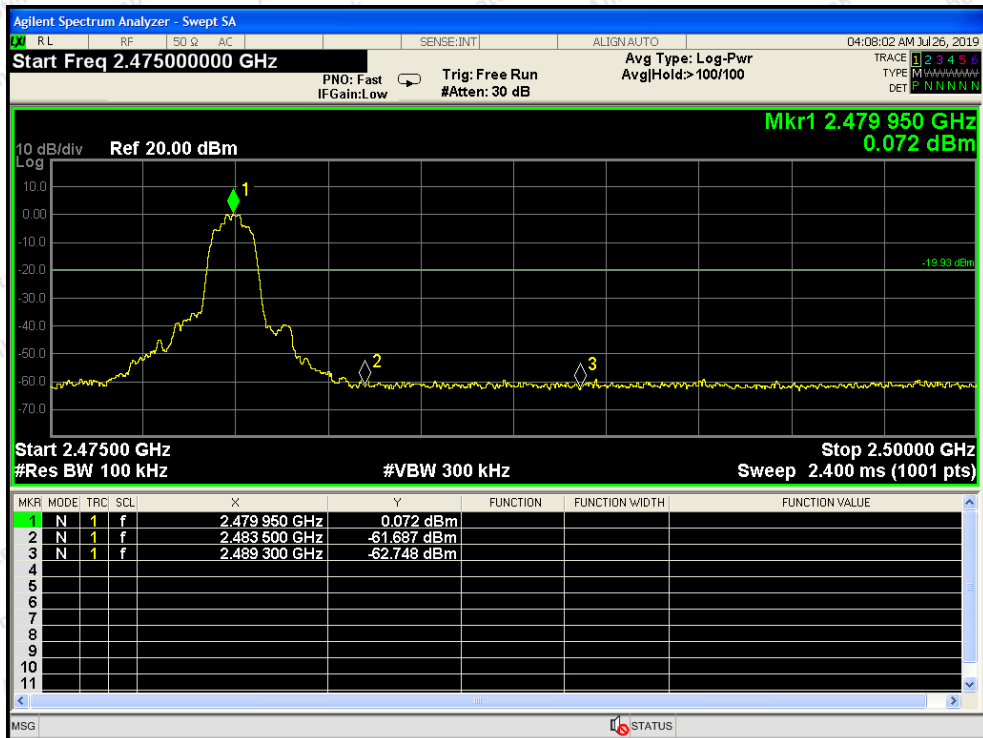 Agilent Spectrum Analyzer - Swept SA
LXI RL RF 50 Ω AC SENSE:INT ALIGN AUTO 04:08:02 AM Jul 26, 2019
Start Freq 2.475000000 GHz Avg Type: Log-Pwr TRACE 1 2 3 4 5 6
PNO: Fast Trig: Free Run Avg|Hold:> 100/100 TYPE M WWWWW
IFGain:Low #Atten: 30 dB DET P N N N N N
Mkr1 2.479 950 GHz
10 dB/div Ref 20.00 dBm 0.072 dBm
Log
10.0
1
0.00
-10.0
-19.93 dBm
-20.0
-30.0
-40.0
-50.0
2
3
-60.0
-70.0
Start 2.47500 GHz Stop 2.50000 GHz
#Res BW 100 kHz #VBW 300 kHz Sweep 2.400 ms (1001 pts)
MKR MODE TRC SCL X Y FUNCTION FUNCTION WIDTH FUNCTION VALUE
1 N 1 f 2.479 950 GHz 0.072 dBm
2 N 1 f 2.483 500 GHz -61.687 dBm
3 N 1 f 2.489 300 GHz -62.748 dBm
4
5
6
7
8
9
10
11
MSG STATUS